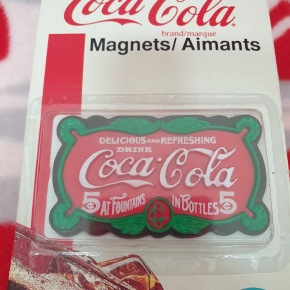 Coca-Cola
brand/marque
Magnets/Aimants
DELICIOUS AND REFRESHING
DRINK
Coca-Cola
5 AT FOUNTAINS IN BOTTLES 5